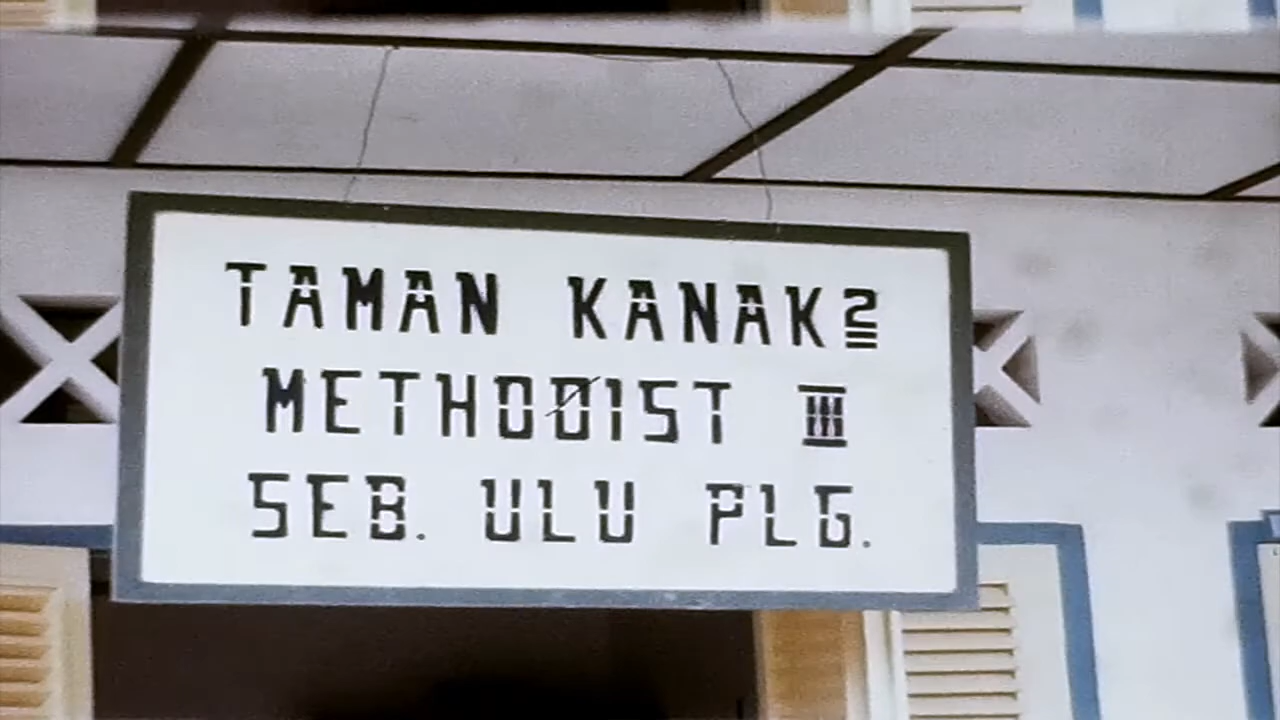 TAMAN KANAK2
METHODIST III
SEB. ULU PLG.